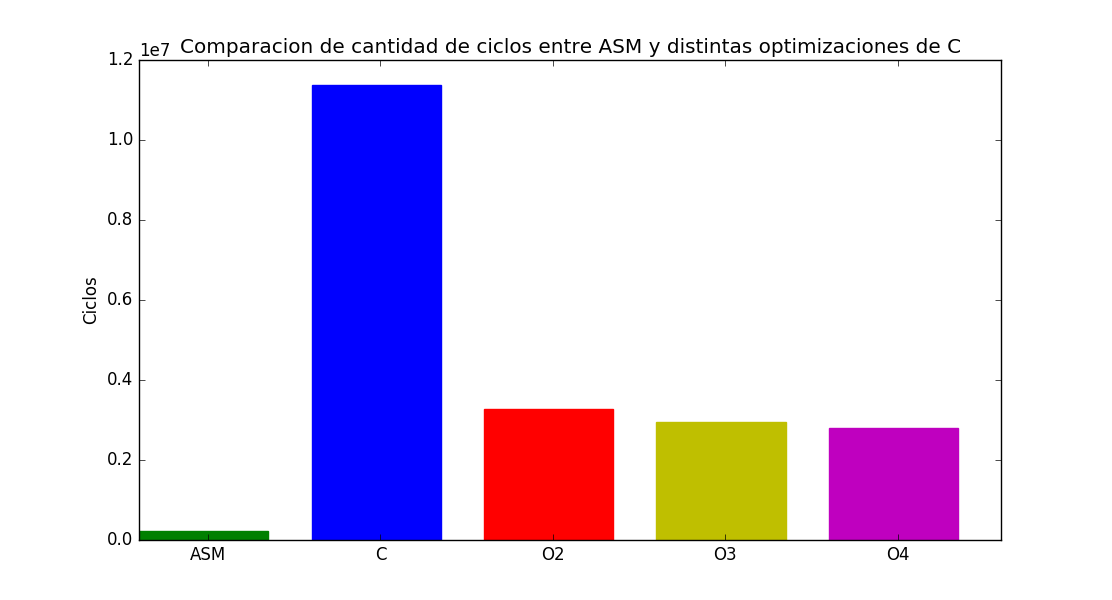 1e7
Comparacion de cantidad de ciclos entre ASM y distintas optimizaciones de C
1.2
1.0
0.8
0.6
0.4
0.2
0.0
Ciclos
ASM C O2 O3 O4